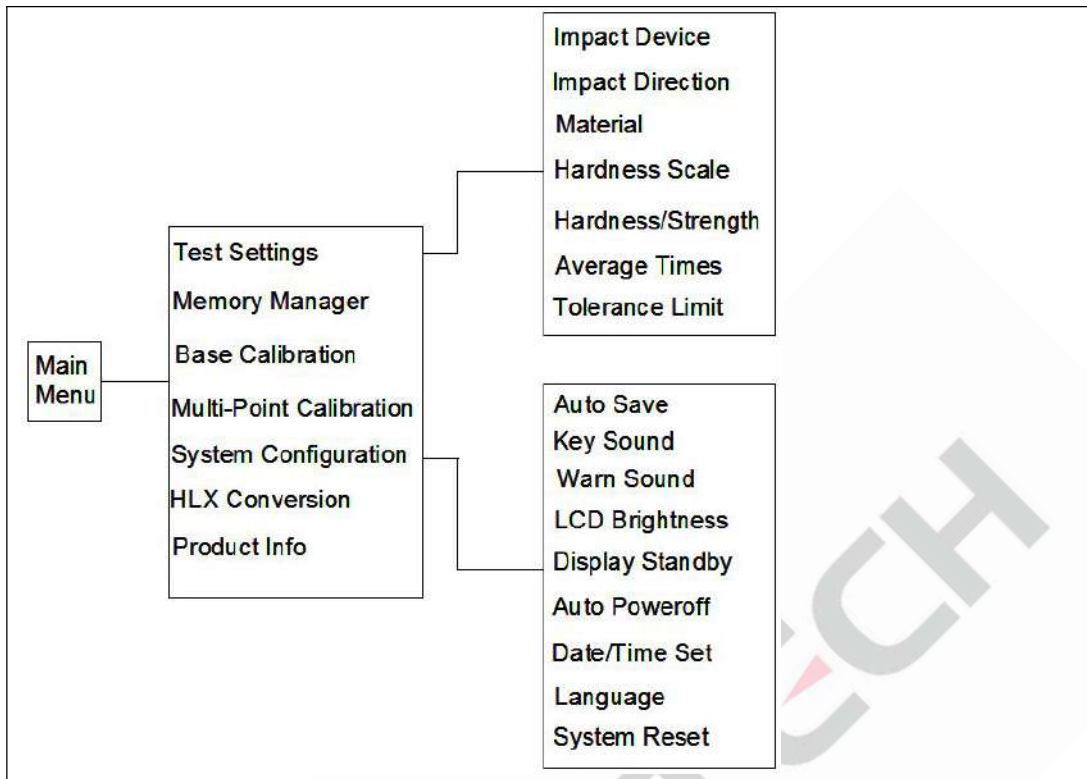 Main
Menu
Test Settings
Memory Manager
Base Calibration
Multi-Point Calibration
System Configuration
HLX Conversion
Product Info
Impact Device
Impact Direction
Material
Hardness Scale
Hardness/Strength
Average Times
Tolerance Limit
Auto Save
Key Sound
Warn Sound
LCD Brightness
Display Standby
Auto Poweroff
Date/Time Set
Language
System Reset